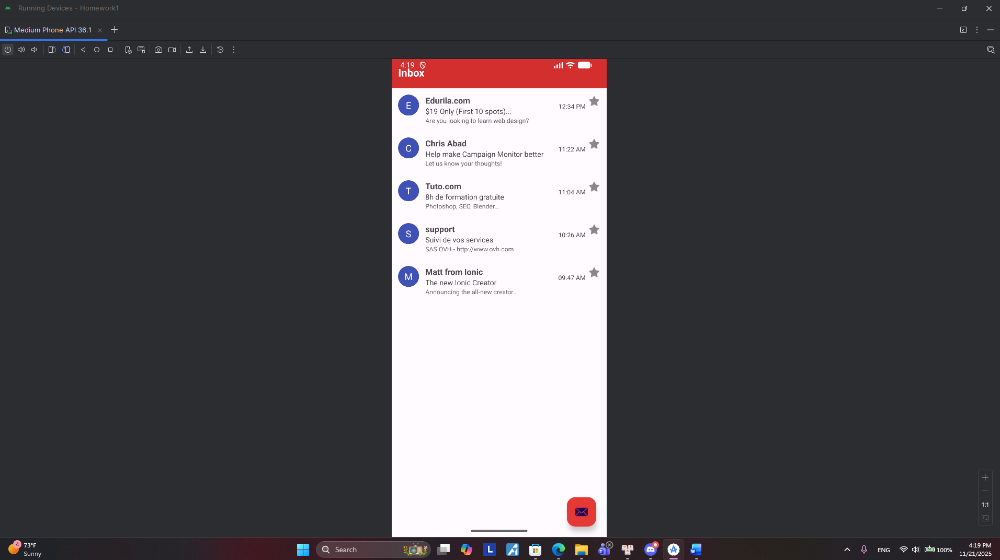 Running Devices - Homework1
Medium Phone API 36.1
4:19
Inbox
E
Edurila.com
$19 Only (First 10 spots)...
Are you looking to learn web design?
12:34 PM
C
Chris Abad
Help make Campaign Monitor better
Let us know your thoughts!
11:22 AM
T
Tuto.com
8h de formation gratuite
Photoshop, SEO, Blender...
11:04 AM
S
support
Suivi de vos services
SAS OVH - http://www.ovh.com
10:26 AM
M
Matt from Ionic
The new Ionic Creator
Announcing the all-new creator...
09:47 AM
1:1
4
73°F
Sunny
Search
L
T
W
ENG
100%
4:19 PM
11/21/2025